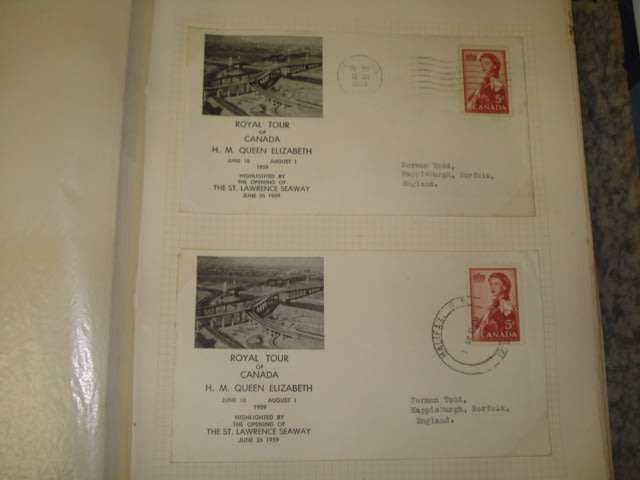 ROYAL TOUR
OF
CANADA
H. M. QUEEN ELIZABETH
JUNE 18 AUGUST 1
1959
HIGHLIGHTED BY
THE OPENING OF
THE ST. LAWRENCE SEAWAY
JUNE 26 1959
5¢
CANADA
Norman Todd,
Happisburgh, Norfolk,
England.
ROYAL TOUR
OF
CANADA
H. M. QUEEN ELIZABETH
JUNE 18 AUGUST 1
1959
HIGHLIGHTED BY
THE OPENING OF
THE ST. LAWRENCE SEAWAY
JUNE 26 1959
HALIFAX,
5¢
Norman Todd,
Happisburgh, Norfolk,
England.